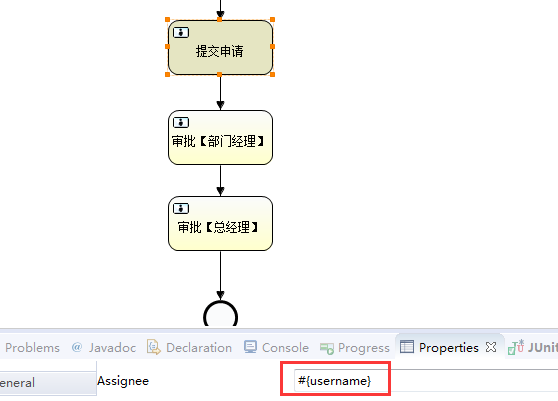 提交申请
审批【部门经理】
审批【总经理】
Problems @ Javadoc Declaration Console Progress Properties JUnit
eneral Assignee #{username}